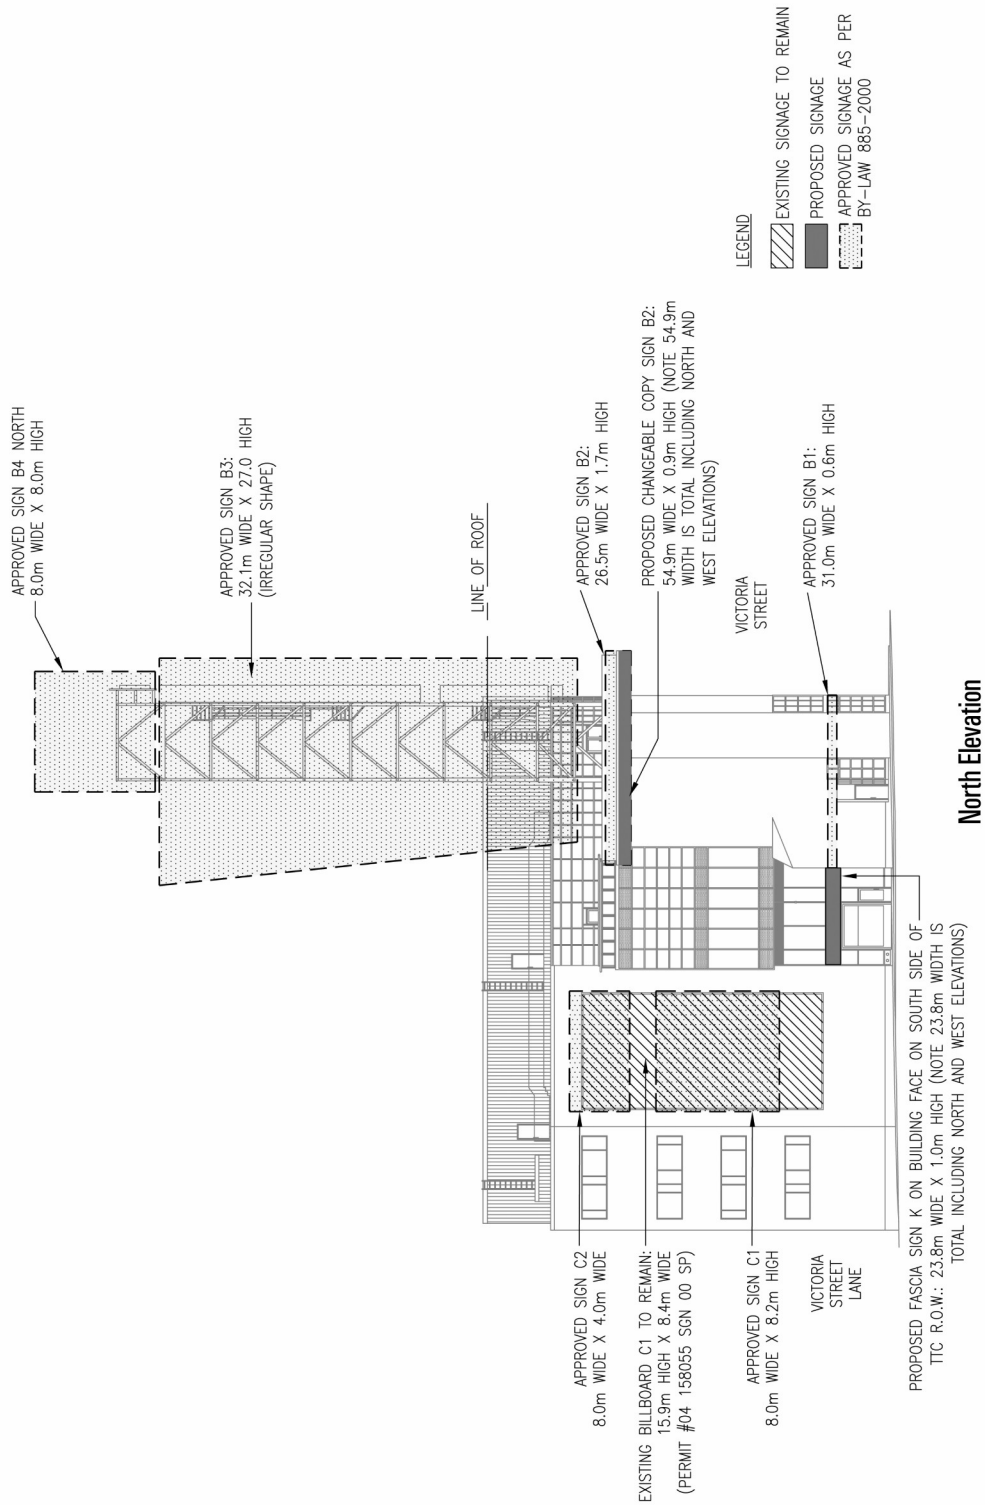 APPROVED SIGN B4 NORTH
8.0m WIDE X 8.0m HIGH
APPROVED SIGN B3:
32.1m WIDE X 27.0 HIGH
(IRREGULAR SHAPE)
LINE OF ROOF
APPROVED SIGN B2:
26.5m WIDE X 1.7m HIGH
PROPOSED CHANGEABLE COPY SIGN B2:
54.9m WIDE X 0.9m HIGH (NOTE 54.9m
WIDTH IS TOTAL INCLUDING NORTH AND
WEST ELEVATIONS)
VICTORIA
STREET
APPROVED SIGN B1:
31.0m WIDE X 0.6m HIGH
APPROVED SIGN C2
8.0m WIDE X 4.0m WIDE
EXISTING BILLBOARD C1 TO REMAIN:
15.9m HIGH X 8.4m WIDE
(PERMIT #04 158055 SGN 00 SP)
APPROVED SIGN C1
8.0m WIDE X 8.2m HIGH
VICTORIA
STREET
LANE
PROPOSED FASCIA SIGN K ON BUILDING FACE ON SOUTH SIDE OF
TTC R.O.W.: 23.8m WIDE X 1.0m HIGH (NOTE 23.8m WIDTH IS
TOTAL INCLUDING NORTH AND WEST ELEVATIONS)
LEGEND
EXISTING SIGNAGE TO REMAIN
PROPOSED SIGNAGE
APPROVED SIGNAGE AS PER
BY-LAW 885-2000
North Elevation